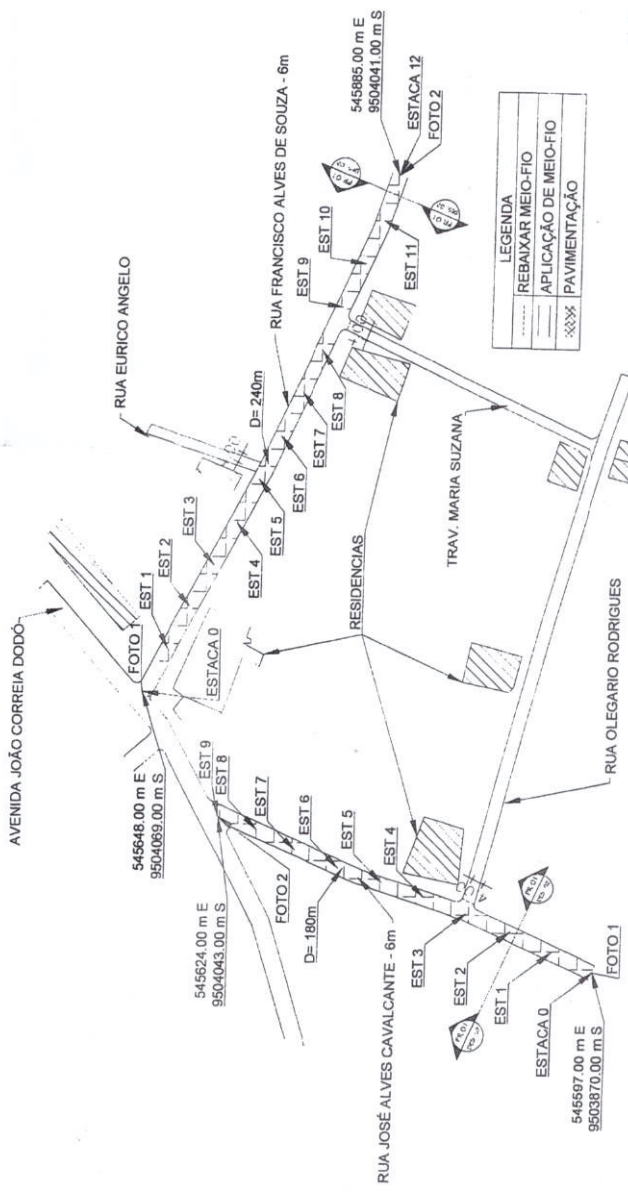 AVENIDA JOÃO CORREIA DODÓ
RUA EURICO ANGELO
RUA FRANCISCO ALVES DE SOUZA - 6m
545648.00 m E
9504069.00 m S
FOTO 1
ESTACA 0
EST 1
EST 2
EST 3
EST 4
EST 5
EST 6
D= 240m
EST 7
EST 8
EST 9
EST 10
EST 11
545885.00 m E
9504041.00 m S
ESTACA 12
FOTO 2
545624.00 m E
9504043.00 m S
EST 9
EST 8
EST 7
EST 6
EST 5
EST 4
FOTO 2
D= 180m
RUA JOSÉ ALVES CAVALCANTE - 6m
EST 3
EST 2
EST 1
ESTACA 0
545597.00 m E
9503870.00 m S
FOTO 1
RESIDENCIAS
TRAV. MARIA SUZANA
RUA OLEGARIO RODRIGUES
LEGENDA
REBAIXAR MEIO-FIO
APLICAÇÃO DE MEIO-FIO
PAVIMENTAÇÃO